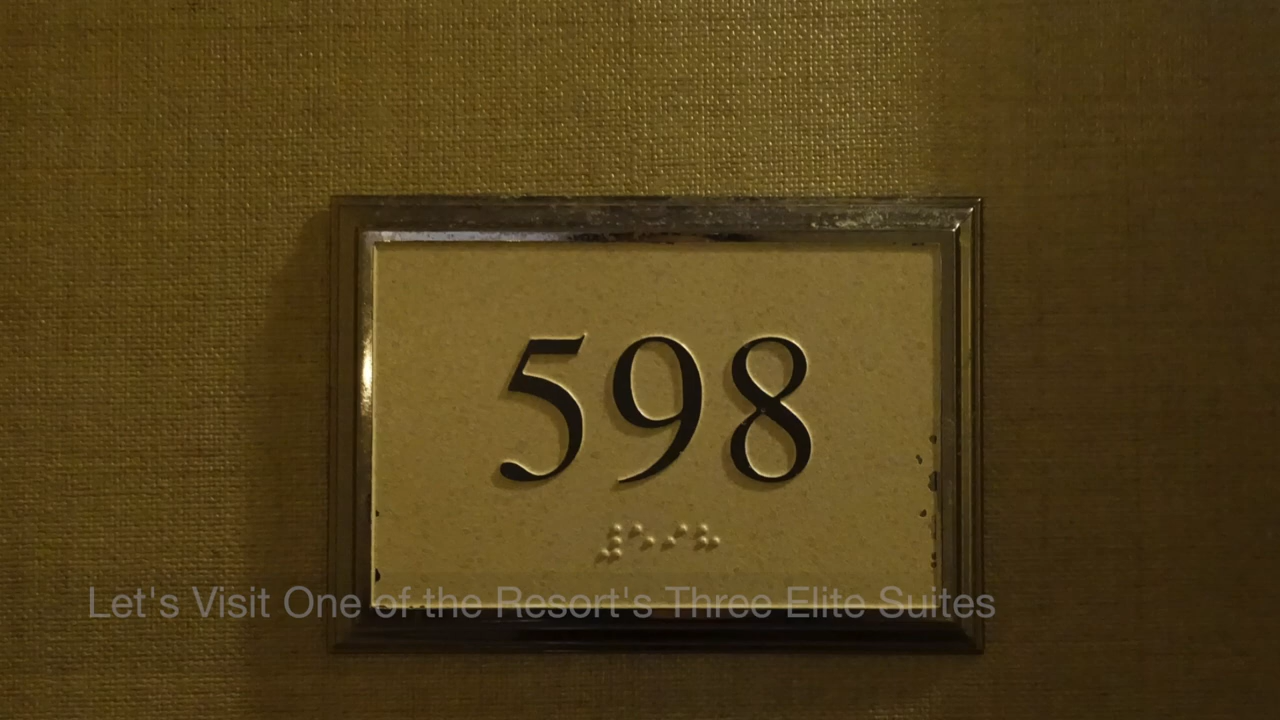 598
⠼⠑⠊⠓
Let's Visit One of the Resort's Three Elite Suites